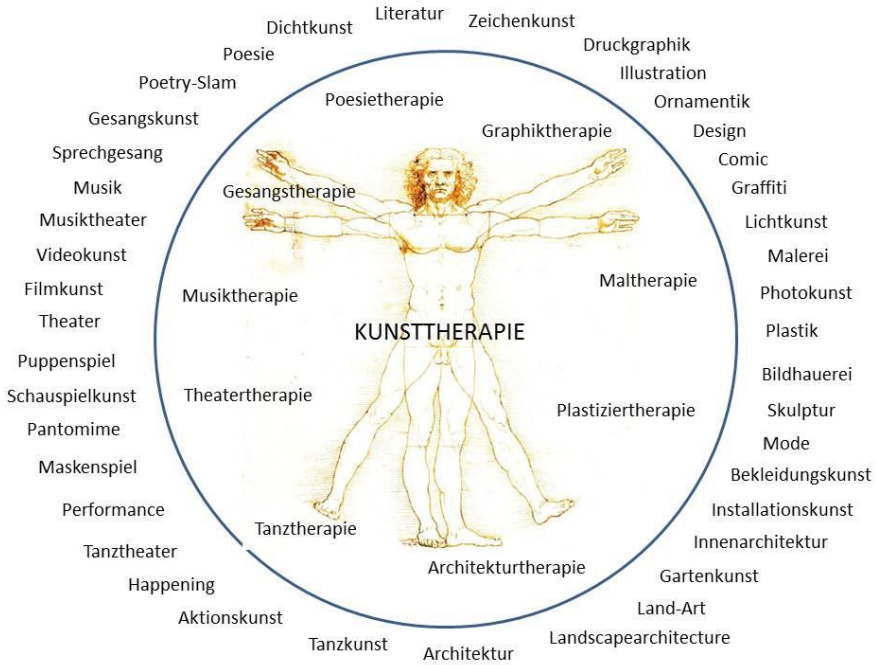 Literatur
Zeichenkunst
Druckgraphik
Illustration
Ornamentik
Design
Comic
Graffiti
Lichtkunst
Malerei
Photokunst
Plastik
Bildhauerei
Skulptur
Mode
Bekleidungskunst
Installationskunst
Innenarchitektur
Gartenkunst
Land-Art
Landscapearchitecture
Architektur
Tanzkunst
Aktionskunst
Happening
Tanztheater
Performance
Maskenspiel
Pantomime
Schauspielkunst
Puppenspiel
Theater
Filmkunst
Videokunst
Musiktheater
Musik
Sprechgesang
Gesangskunst
Poetry-Slam
Poesie
Dichtkunst
Poesietherapie
Graphiktherapie
Maltherapie
Plastiziertherapie
Architekturtherapie
Tanztherapie
Theatertherapie
Musiktherapie
Gesangstherapie
KUNSTTHERAPIE